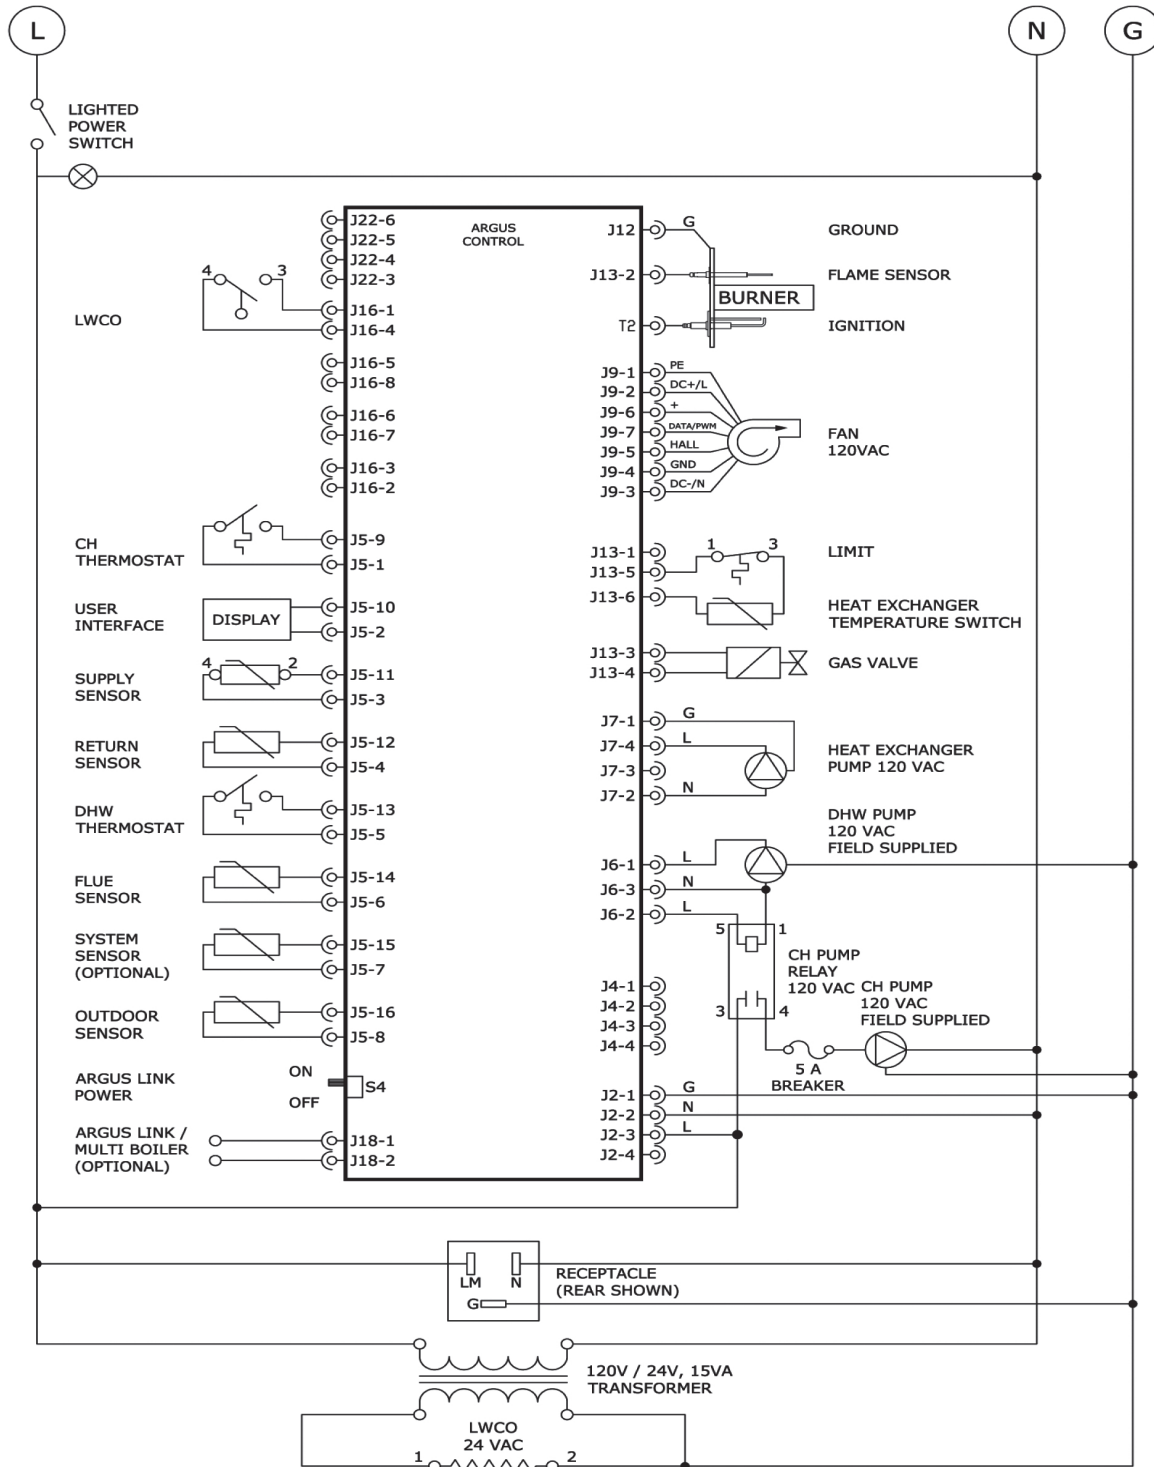 L
N
G
LIGHTED
POWER
SWITCH
ARGUS
CONTROL
J22-6
J22-5
J22-4
J22-3
4
3
LWCO
J16-1
J16-4
J16-5
J16-8
J16-6
J16-7
J16-3
J16-2
CH
THERMOSTAT
J5-9
J5-1
USER
INTERFACE
DISPLAY
J5-10
J5-2
SUPPLY
SENSOR
4
2
J5-11
J5-3
RETURN
SENSOR
J5-12
J5-4
DHW
THERMOSTAT
J5-13
J5-5
FLUE
SENSOR
J5-14
J5-6
SYSTEM
SENSOR
(OPTIONAL)
J5-15
J5-7
OUTDOOR
SENSOR
J5-16
J5-8
ARGUS LINK
POWER
ON
OFF
S4
ARGUS LINK /
MULTI BOILER
(OPTIONAL)
J18-1
J18-2
J12
G
GROUND
J13-2
FLAME SENSOR
BURNER
T2
IGNITION
J9-1
PE
J9-2
DC+/L
J9-6
+
J9-7
DATA/PWM
J9-5
HALL
J9-4
GND
J9-3
DC-/N
FAN
120VAC
J13-1
J13-5
1
3
LIMIT
J13-6
HEAT EXCHANGER
TEMPERATURE SWITCH
J13-3
J13-4
GAS VALVE
J7-1
G
J7-4
L
J7-3
J7-2
N
HEAT EXCHANGER
PUMP 120 VAC
DHW PUMP
120 VAC
FIELD SUPPLIED
J6-1
L
J6-3
N
J6-2
L
5
1
CH PUMP
RELAY
120 VAC
3
4
CH PUMP
120 VAC
FIELD SUPPLIED
5 A
BREAKER
J4-1
J4-2
J4-3
J4-4
J2-1
G
J2-2
N
J2-3
L
J2-4
LM
N
G
RECEPTACLE
(REAR SHOWN)
120V / 24V, 15VA
TRANSFORMER
LWCO
24 VAC
1
2